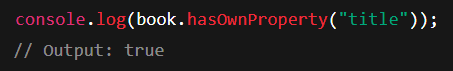 console.log(book.hasOwnProperty("title"));
// Output: true